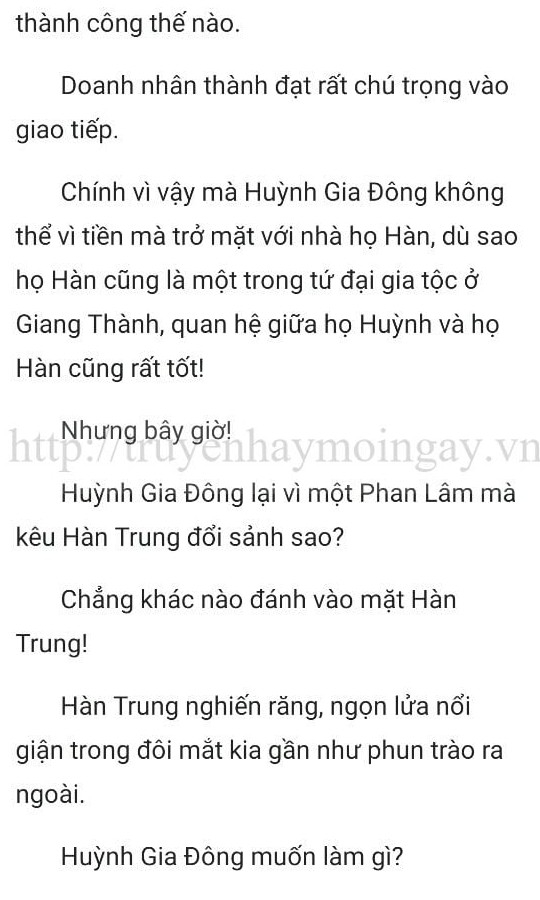 thành công thế nào.
Doanh nhân thành đạt rất chú trọng vào
giao tiếp.
Chính vì vậy mà Huỳnh Gia Đông không
thể vì tiền mà trở mặt với nhà họ Hàn, dù sao
họ Hàn cũng là một trong tứ đại gia tộc ở
Giang Thành, quan hệ giữa họ Huỳnh và họ
Hàn cũng rất tốt!
Nhưng bây giờ!
http://truyenhaymoingay.vn
Huỳnh Gia Đông lại vì một Phan Lâm mà
kêu Hàn Trung đổi sảnh sao?
Chẳng khác nào đánh vào mặt Hàn
Trung!
Hàn Trung nghiến răng, ngọn lửa nổi
giận trong đôi mắt kia gần như phun trào ra
ngoài.
Huỳnh Gia Đông muốn làm gì?